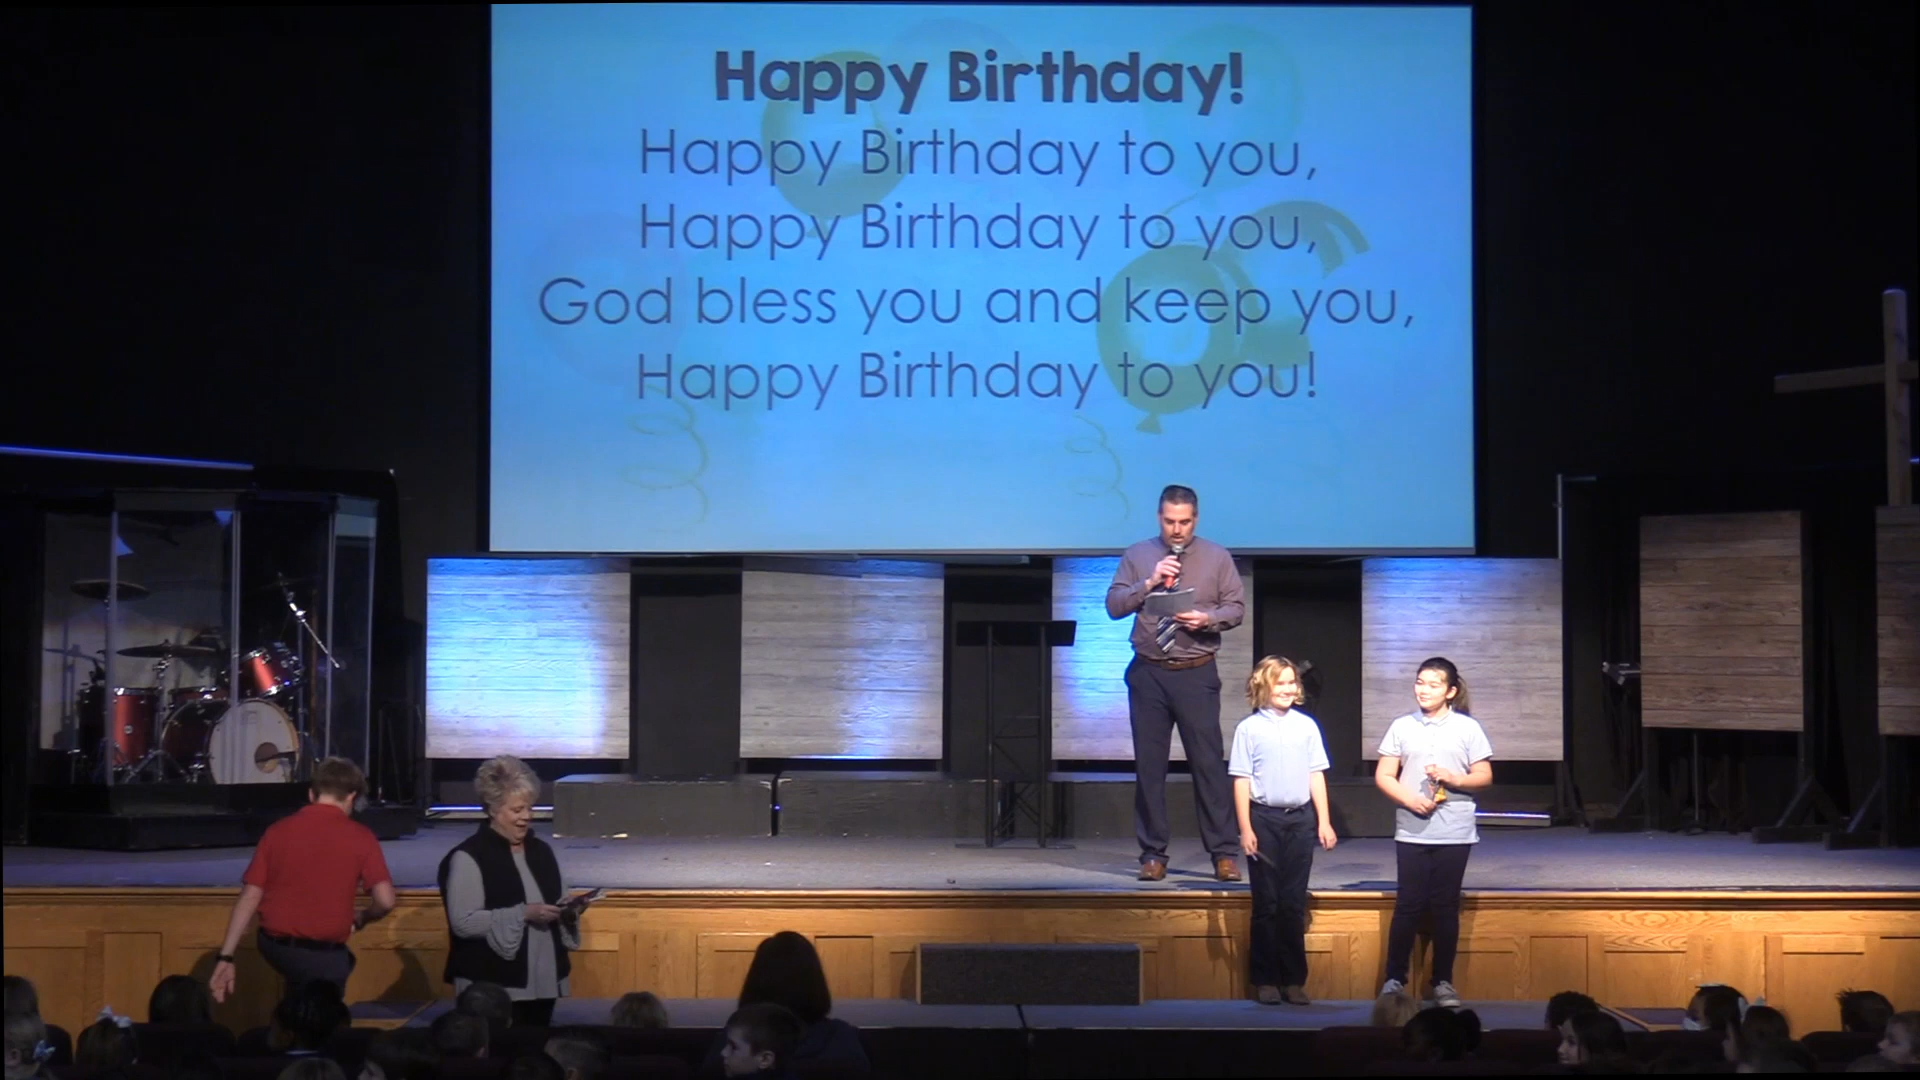 Happy Birthday!
Happy Birthday to you,
Happy Birthday to you,
God bless you and keep you,
Happy Birthday to you!